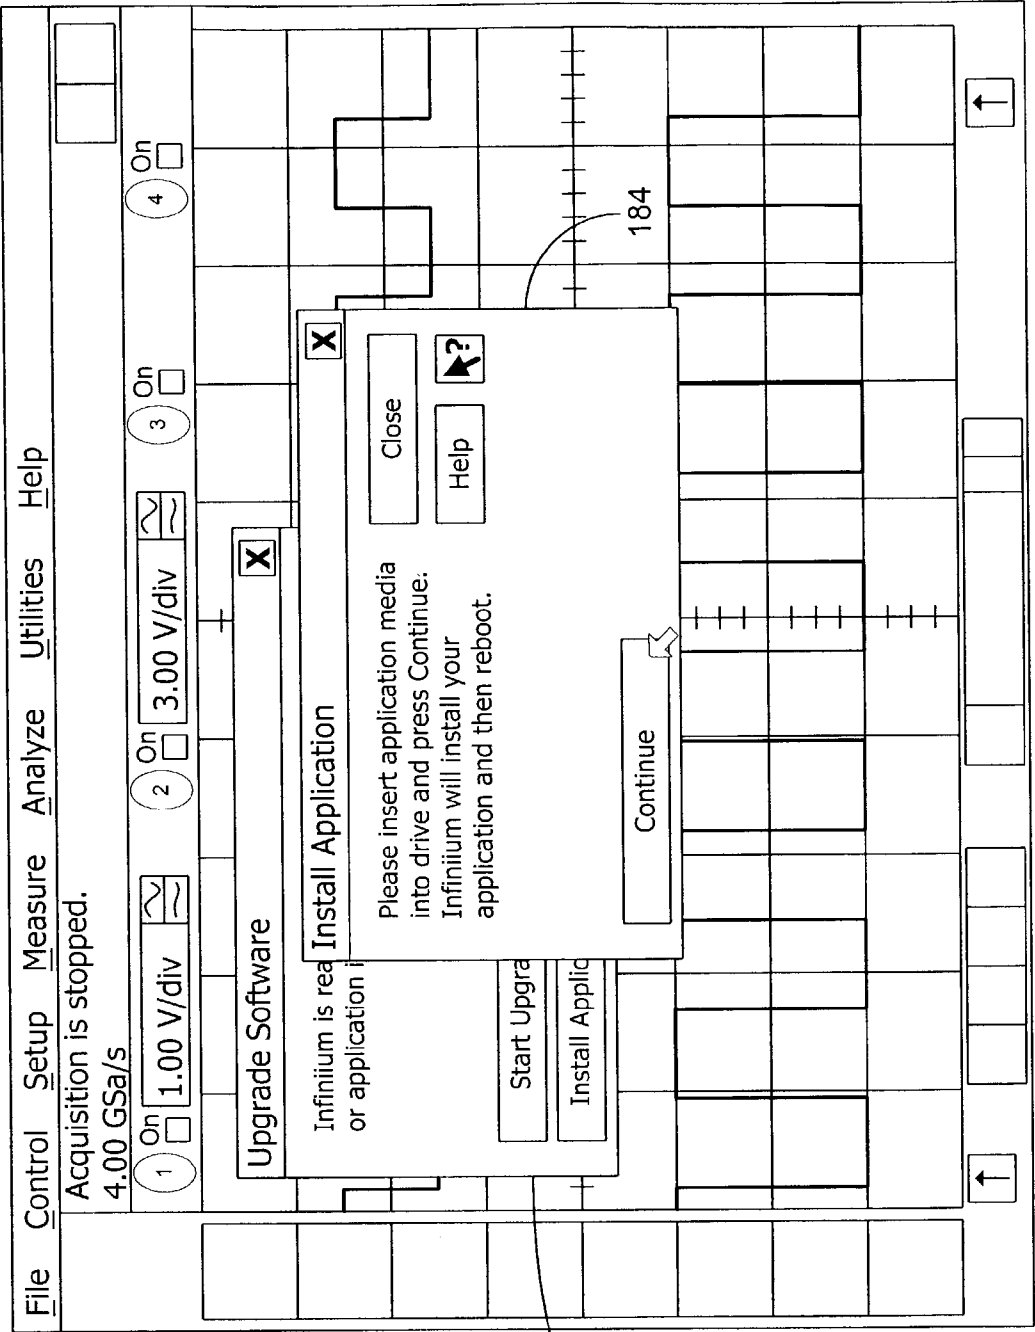 File Control Setup Measure Analyze Utilities Help
Acquisition is stopped.
4.00 GSa/s
1 On 1.00 V/div 2 On 3.00 V/div 3 On 4 On
Upgrade Software X
Infiniium is rea
or application i
Start Upgra
Install Applic
Install Application X
Please insert application media
into drive and press Continue.
Infiniium will install your
application and then reboot.
Close
Help ?
Continue
184